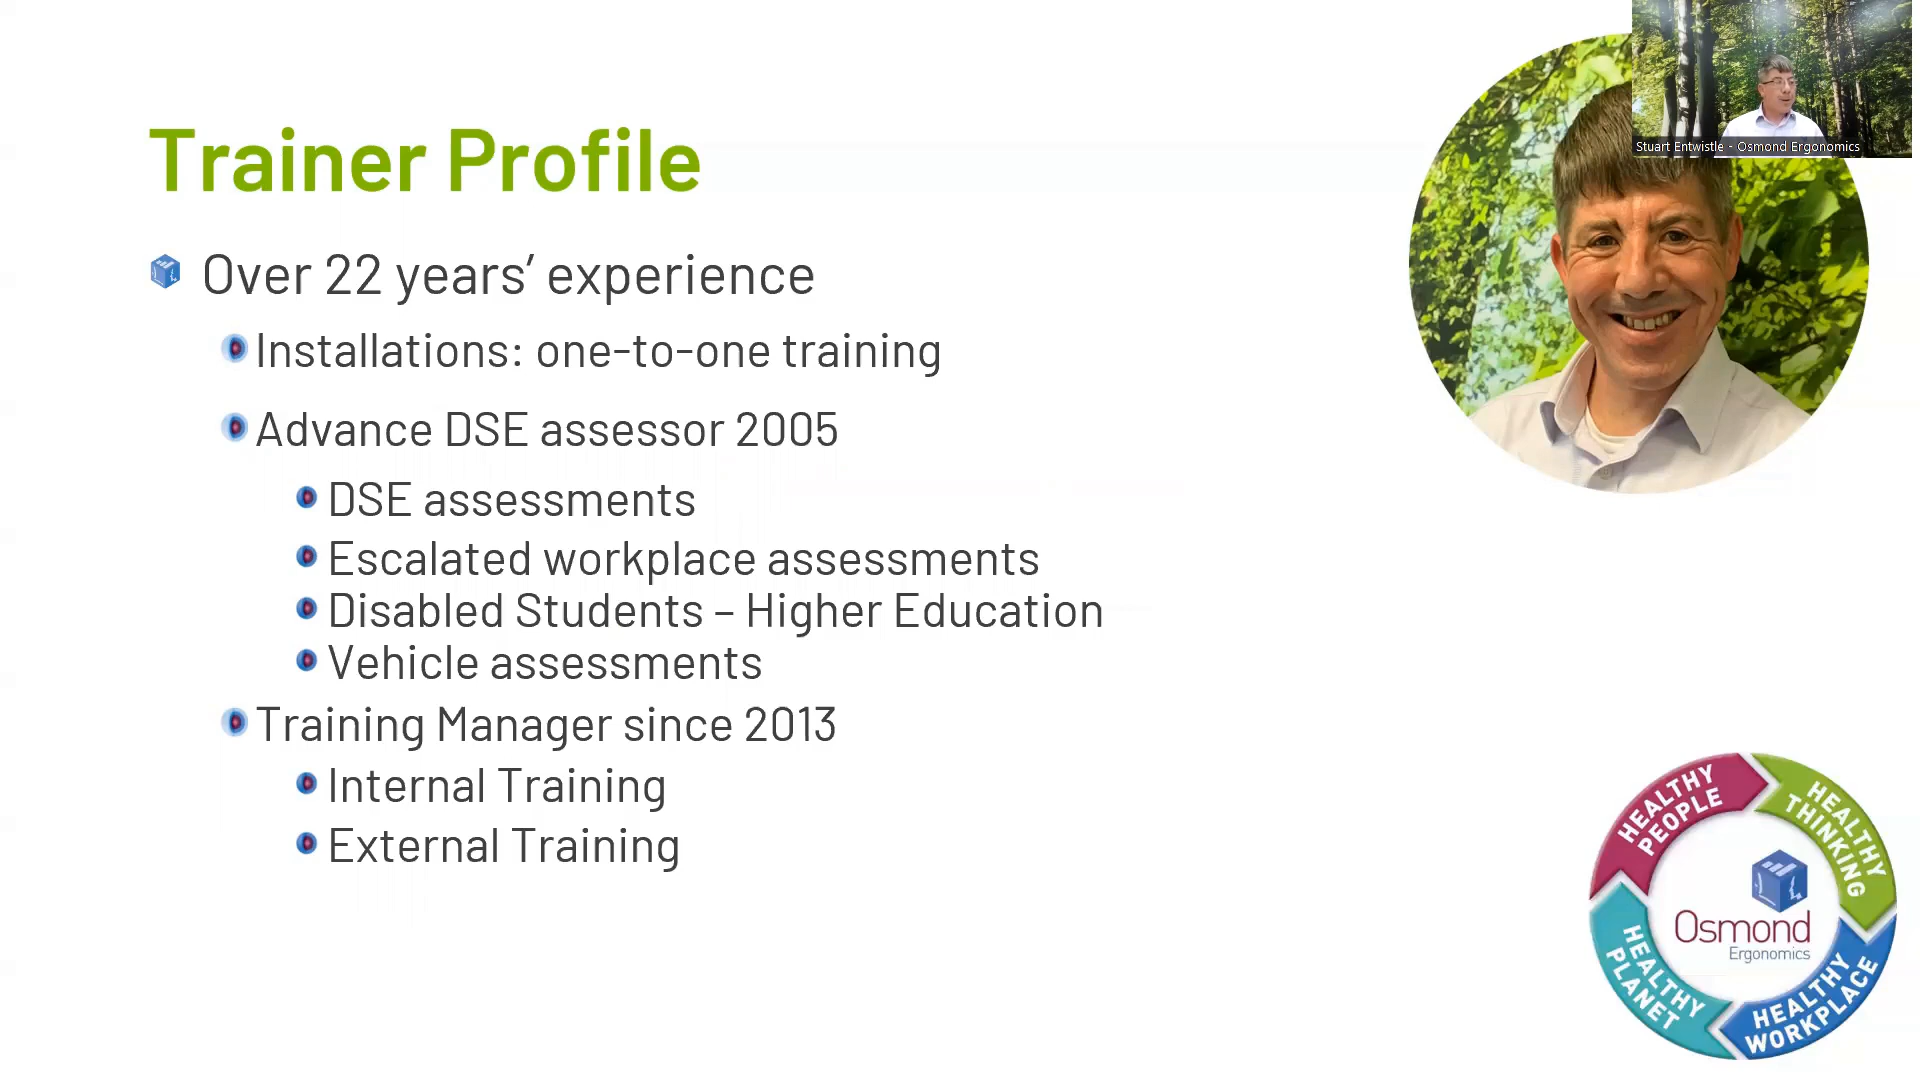 Trainer Profile
Stuart Entwistle - Osmond Ergonomics
Over 22 years’ experience
Installations: one-to-one training
Advance DSE assessor 2005
DSE assessments
Escalated workplace assessments
Disabled Students – Higher Education
Vehicle assessments
Training Manager since 2013
Internal Training
External Training
HEALTHY
PEOPLE
HEALTHY
THINKING
HEALTHY
WORKPLACE
HEALTHY
PLANET
Osmond
Ergonomics